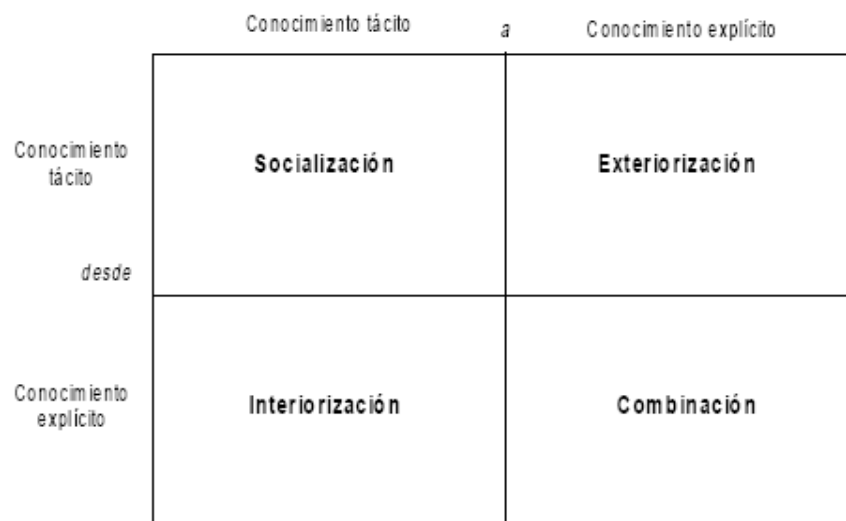 Conocimiento tácito a Conocimiento explícito
Conocimiento
tácito
Socialización Exteriorización
desde
Conocimiento
explícito
Interiorización Combinación